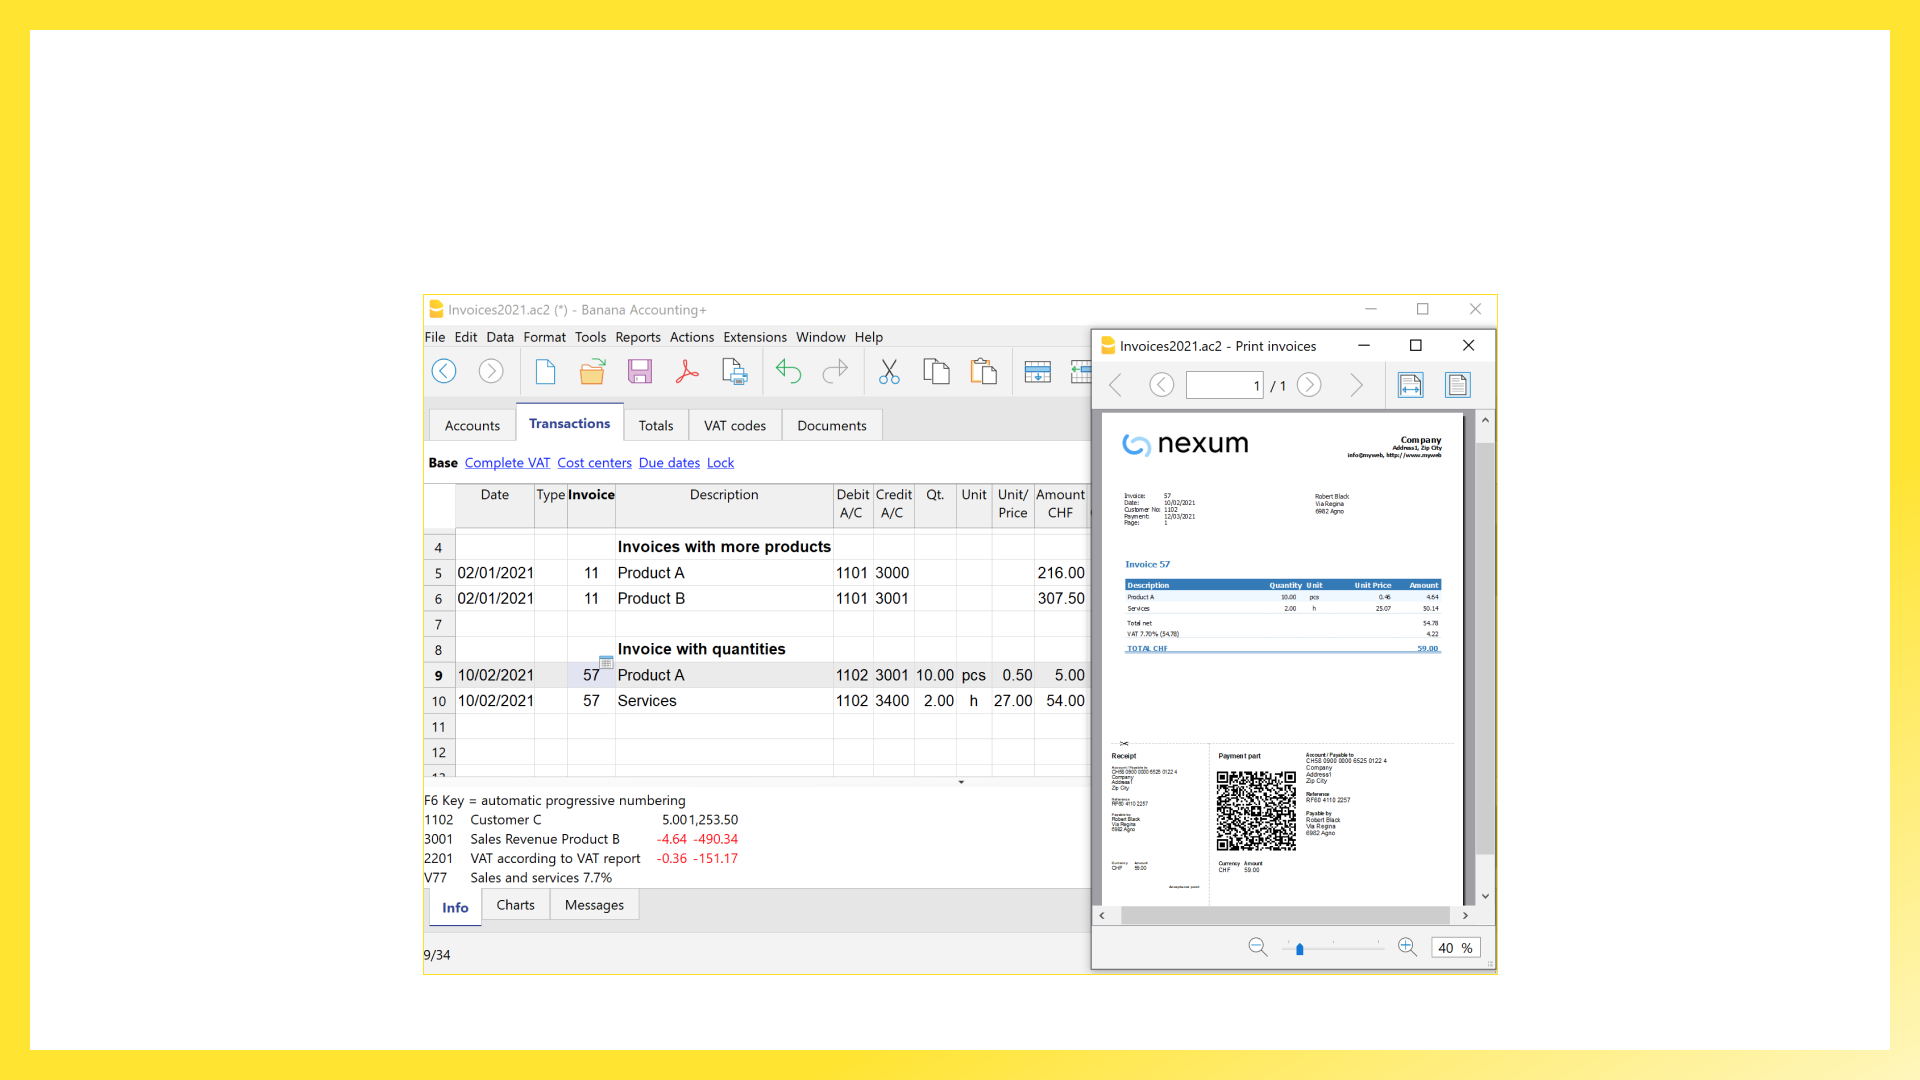 Invoices2021.ac2 (*) - Banana Accounting+
File Edit Data Format Tools Reports Actions Extensions Window Help
Accounts Transactions Totals VAT codes Documents
Base Complete VAT Cost centers Due dates Lock
Date Type Invoice Description Debit A/C Credit A/C Qt. Unit Unit/ Price Amount CHF
4 Invoices with more products
5 02/01/2021 11 Product A 1101 3000 216.00
6 02/01/2021 11 Product B 1101 3001 307.50
7
8 Invoice with quantities
9 10/02/2021 57 Product A 1102 3001 10.00 pcs 0.50 5.00
10 10/02/2021 57 Services 1102 3400 2.00 h 27.00 54.00
11
12
F6 Key = automatic progressive numbering
1102 Customer C 5.00 1,253.50
3001 Sales Revenue Product B -4.64 -490.34
2201 VAT according to VAT report -0.36 -151.17
V77 Sales and services 7.7%
Info Charts Messages
9/34
Invoices2021.ac2 - Print invoices
1 / 1
nexum
Company
Address1, Zip City
info@myweb, http://www.myweb
Invoice: 57
Date: 10/02/2021
Customer No: 1102
Payment: 12/03/2021
Page: 1
Robert Black
Via Regina
6982 Agno
Invoice 57
Description Quantity Unit Unit Price Amount
Product A 10.00 pcs 0.46 4.64
Services 2.00 h 25.07 50.14
Total net 54.78
VAT 7.70% (54.78) 4.22
TOTAL CHF 59.00
Receipt
Account / Payable to
CH58 0900 0000 6525 0122 4
Company
Address1
Zip City
Reference
RF60 4110 2257
Payable by
Robert Black
Via Regina
6982 Agno
Currency Amount
CHF 59.00
Acceptance point
Payment part
Currency Amount
CHF 59.00
Account / Payable to
CH58 0900 0000 6525 0122 4
Company
Address1
Zip City
Reference
RF60 4110 2257
Payable by
Robert Black
Via Regina
6982 Agno
40 %